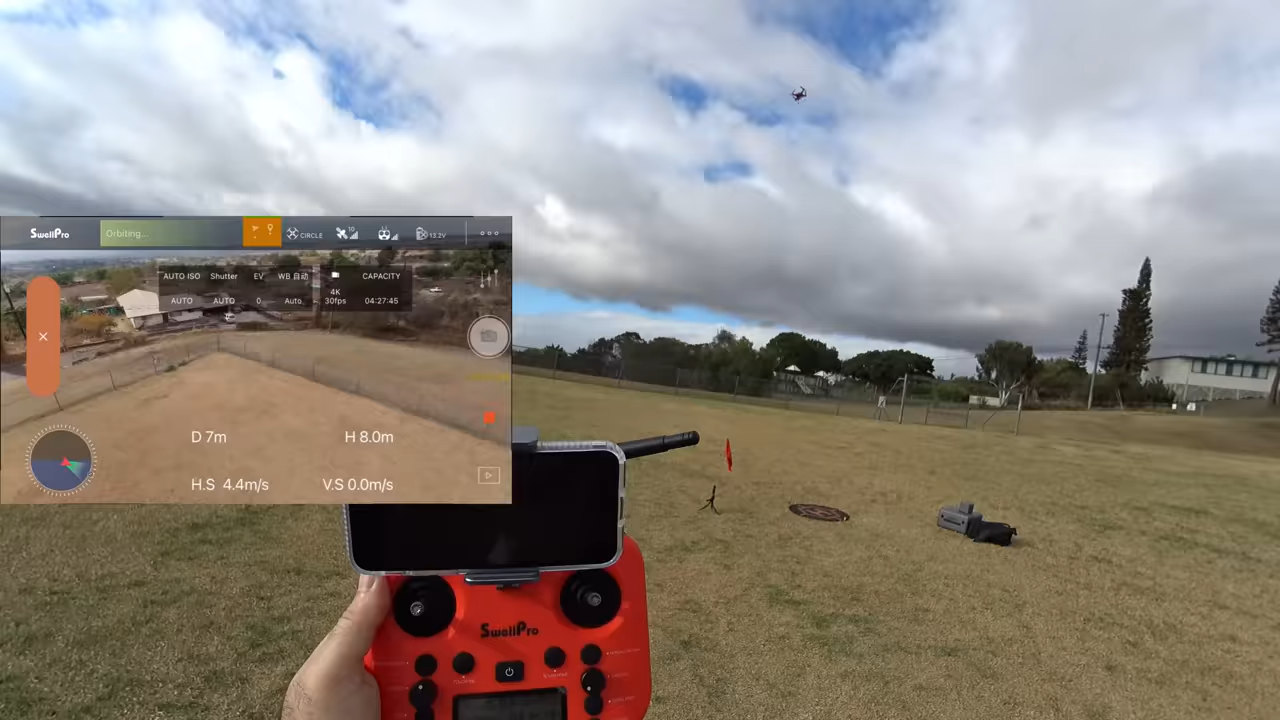 SwellPro
Orbiting...
CIRCLE
10
13.2V
AUTO ISO Shutter EV WB 自动 CAPACITY
4K
AUTO AUTO 0 Auto 30fps 04:27:45
D 7m H 8.0m
H.S 4.4m/s V.S 0.0m/s
SwellPro